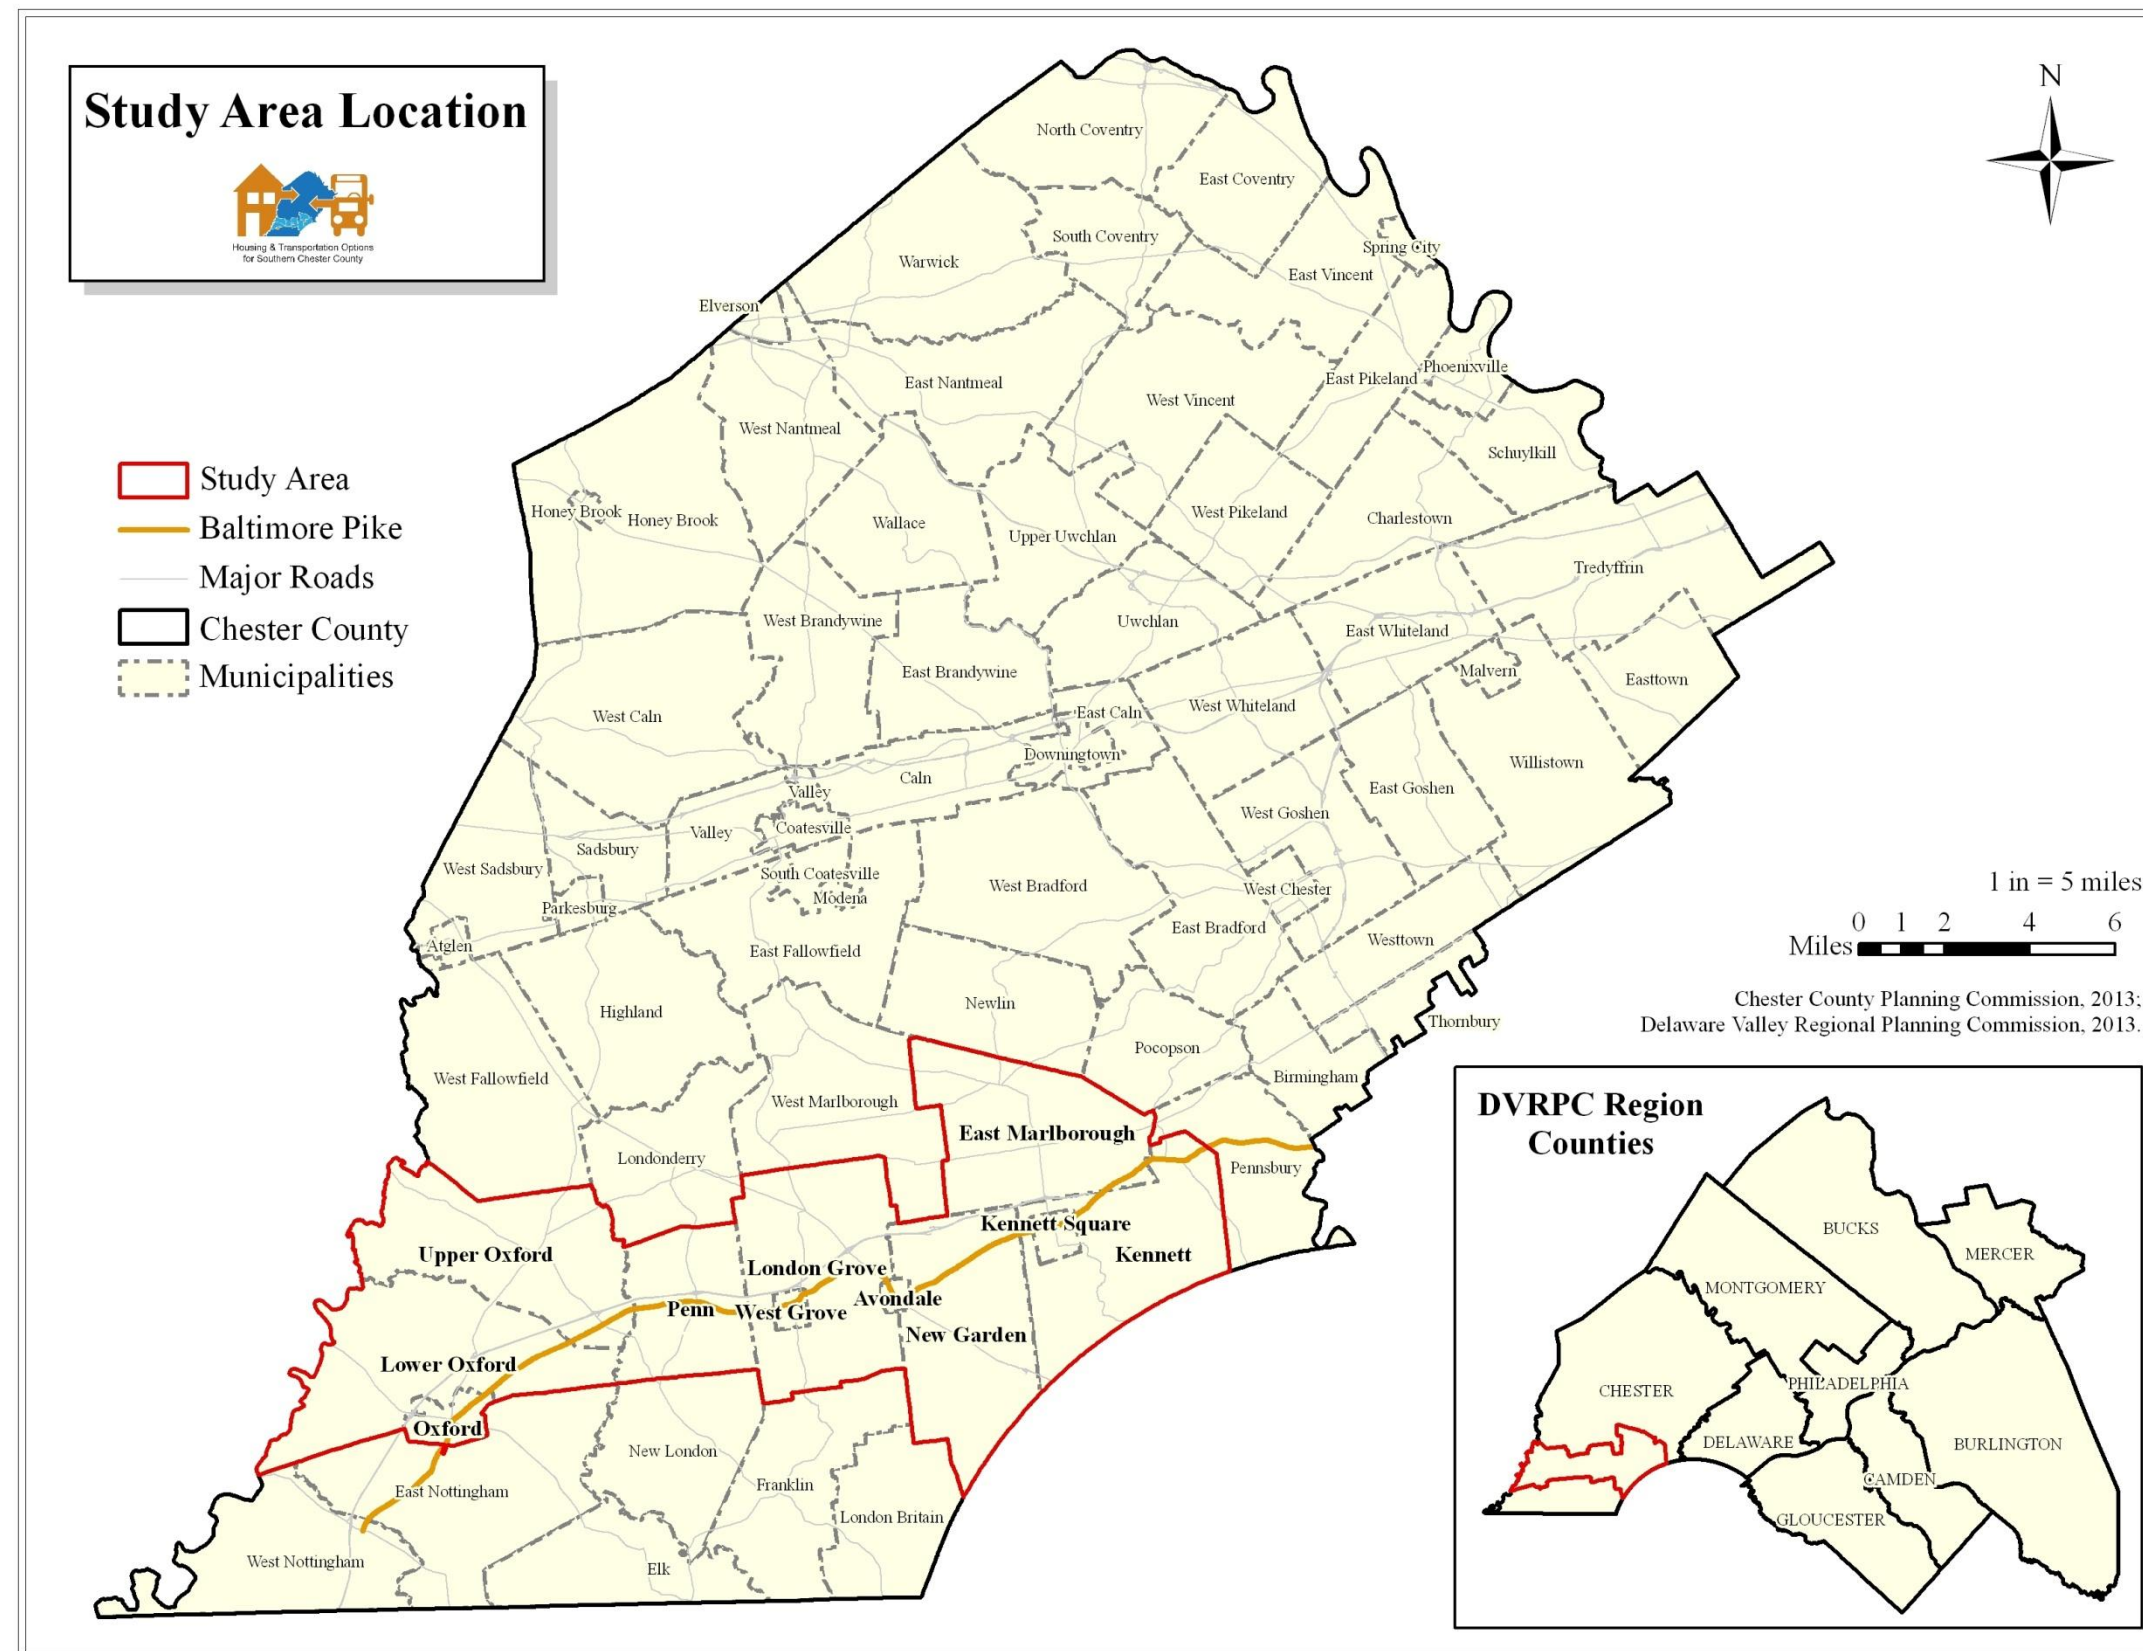 Study Area Location
Housing & Transportation Options
for Southern Chester County
N
Study Area
Baltimore Pike
Major Roads
Chester County
Municipalities
North Coventry
East Coventry
South Coventry
Spring City
Warwick
East Vincent
Elverson
Phoenixville
East Pikeland
East Nantmeal
West Vincent
West Nantmeal
Schuylkill
Honey Brook
Honey Brook
Wallace
West Pikeland
Charlestown
Upper Uwchlan
Tredyffrin
West Brandywine
Uwchlan
East Whiteland
East Brandywine
Malvern
Easttown
West Caln
East Caln
West Whiteland
Downingtown
Willistown
Caln
Valley
East Goshen
West Goshen
Valley
Coatesville
Sadsbury
West Sadsbury
South Coatesville
West Bradford
West Chester
Modena
Parkesburg
East Bradford
Westtown
Atglen
East Fallowfield
Highland
Newlin
Thornbury
Pocopson
West Fallowfield
Birmingham
West Marlborough
East Marlborough
Londonderry
Pennsbury
Kennett Square
Upper Oxford
Kennett
London Grove
Avondale
Penn
West Grove
New Garden
Lower Oxford
Oxford
New London
East Nottingham
Franklin
London Britain
West Nottingham
Elk
1 in = 5 miles
0 1 2 4 6
Miles
Chester County Planning Commission, 2013;
Delaware Valley Regional Planning Commission, 2013.
DVRPC Region
Counties
BUCKS
MERCER
MONTGOMERY
PHILADELPHIA
CHESTER
DELAWARE
BURLINGTON
CAMDEN
GLOUCESTER